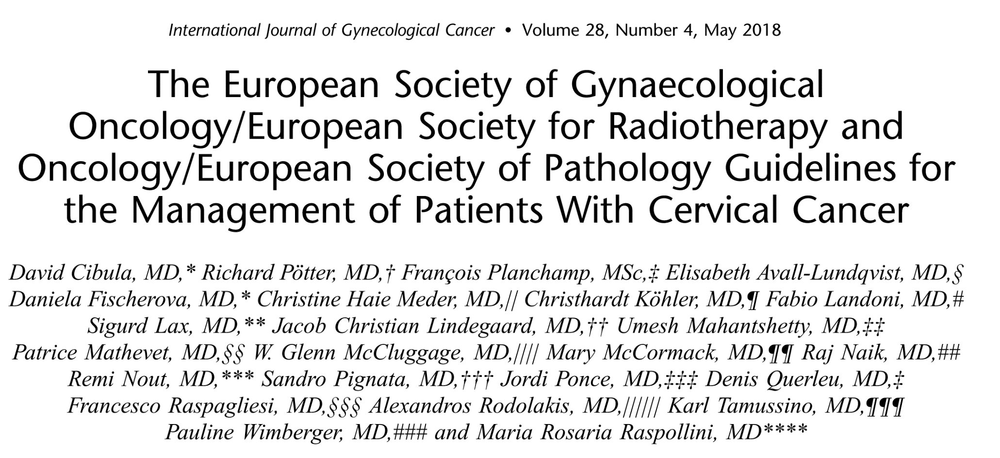 International Journal of Gynecological Cancer • Volume 28, Number 4, May 2018
The European Society of Gynaecological
Oncology/European Society for Radiotherapy and
Oncology/European Society of Pathology Guidelines for
the Management of Patients With Cervical Cancer
David Cibula, MD,* Richard Pötter, MD,† François Planchamp, MSc,‡ Elisabeth Avall-Lundqvist, MD,§
Daniela Fischerova, MD,* Christine Haie Meder, MD,|| Christhardt Köhler, MD,¶ Fabio Landoni, MD,#
Sigurd Lax, MD,** Jacob Christian Lindegaard, MD,†† Umesh Mahantshetty, MD,‡‡
Patrice Mathevet, MD,§§ W. Glenn McCluggage, MD,|||| Mary McCormack, MD,¶¶ Raj Naik, MD,##
Remi Nout, MD,*** Sandro Pignata, MD,††† Jordi Ponce, MD,‡‡‡ Denis Querleu, MD,‡
Francesco Raspagliesi, MD,§§§ Alexandros Rodolakis, MD,|||||| Karl Tamussino, MD,¶¶¶
Pauline Wimberger, MD,### and Maria Rosaria Raspollini, MD****